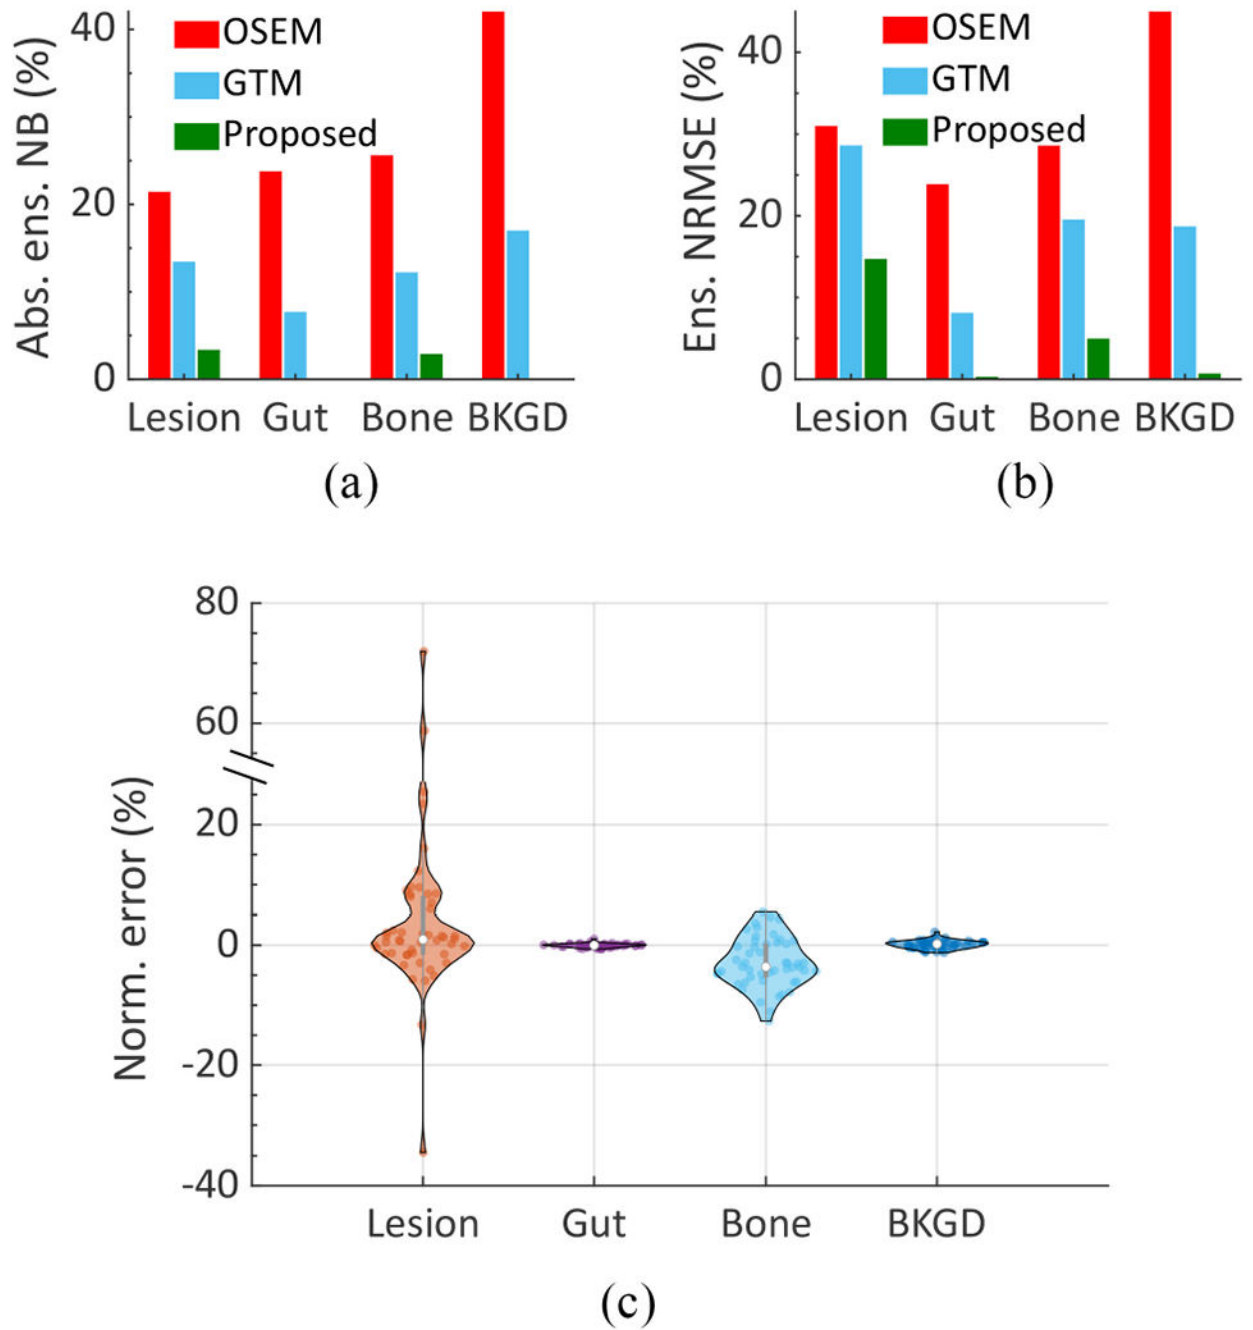 Abs. ens. NB (%)
40
20
0
OSEM
GTM
Proposed
Lesion Gut Bone BKGD
(a)
Ens. NRMSE (%)
40
20
0
OSEM
GTM
Proposed
Lesion Gut Bone BKGD
(b)
Norm. error (%)
80
60
20
0
-20
-40
Lesion Gut Bone BKGD
(c)